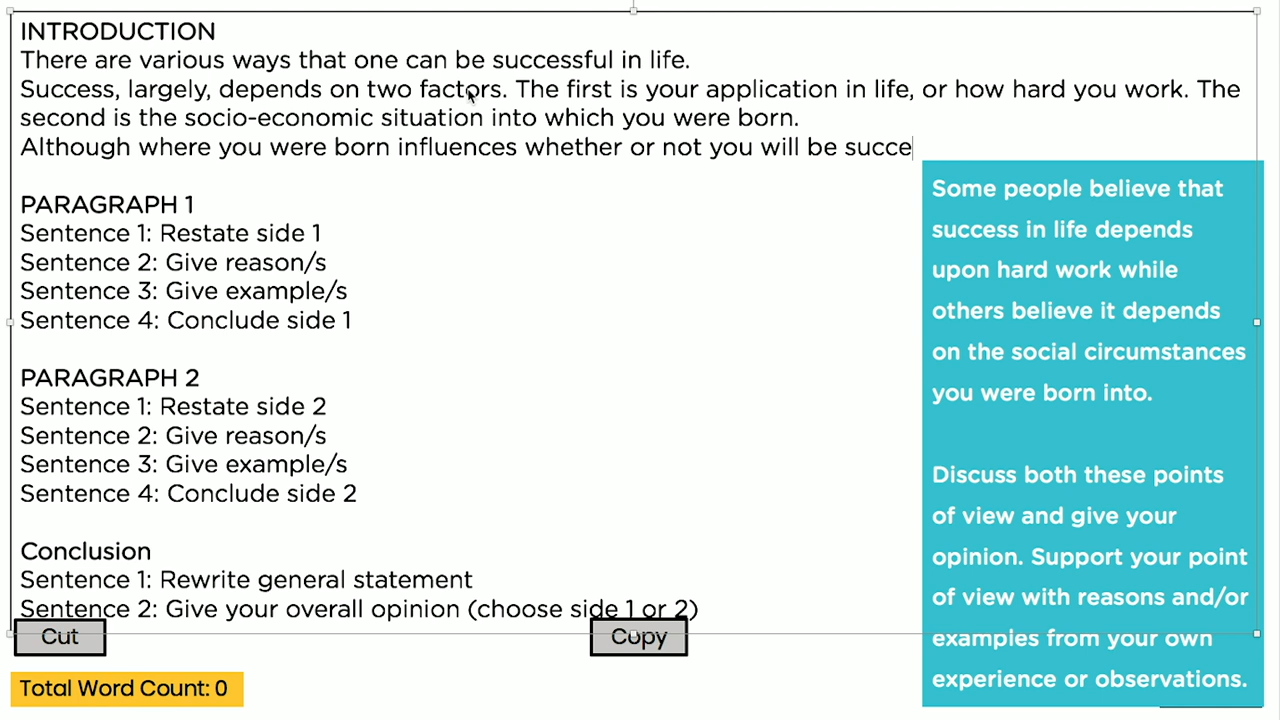 INTRODUCTION
There are various ways that one can be successful in life.
Success, largely, depends on two factors. The first is your application in life, or how hard you work. The
second is the socio-economic situation into which you were born.
Although where you were born influences whether or not you will be succe
PARAGRAPH 1
Sentence 1: Restate side 1
Sentence 2: Give reason/s
Sentence 3: Give example/s
Sentence 4: Conclude side 1
PARAGRAPH 2
Sentence 1: Restate side 2
Sentence 2: Give reason/s
Sentence 3: Give example/s
Sentence 4: Conclude side 2
Conclusion
Sentence 1: Rewrite general statement
Sentence 2: Give your overall opinion (choose side 1 or 2)
Cut
Copy
Total Word Count: 0
Some people believe that
success in life depends
upon hard work while
others believe it depends
on the social circumstances
you were born into.
Discuss both these points
of view and give your
opinion. Support your point
of view with reasons and/or
examples from your own
experience or observations.